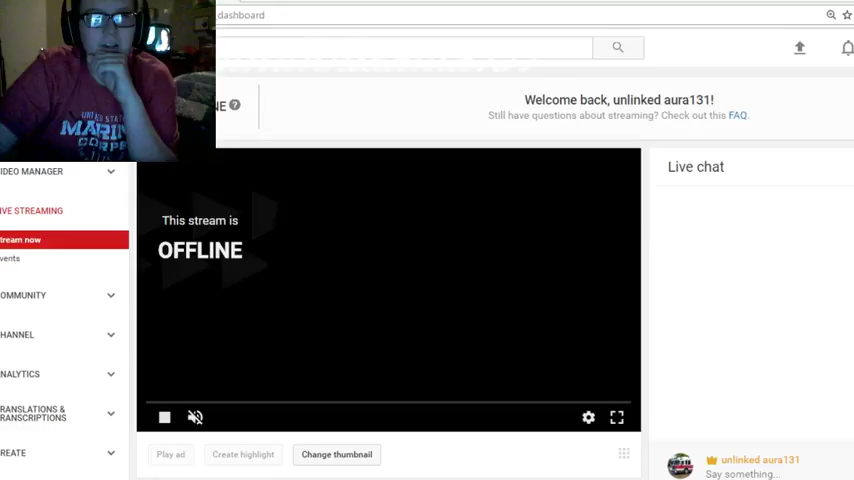 _dashboard
UNITED STATES
MARINE
CORPS
NE ?
Welcome back, unlinked aura131!
Still have questions about streaming? Check out this FAQ.
IDEO MANAGER
Live chat
IVE STREAMING
This stream is
OFFLINE
tream now
vents
OMMUNITY
HANNEL
NALYTICS
RANSLATIONS &
RANSCRIPTIONS
REATE
Play ad
Create highlight
Change thumbnail
unlinked aura131
Say something...